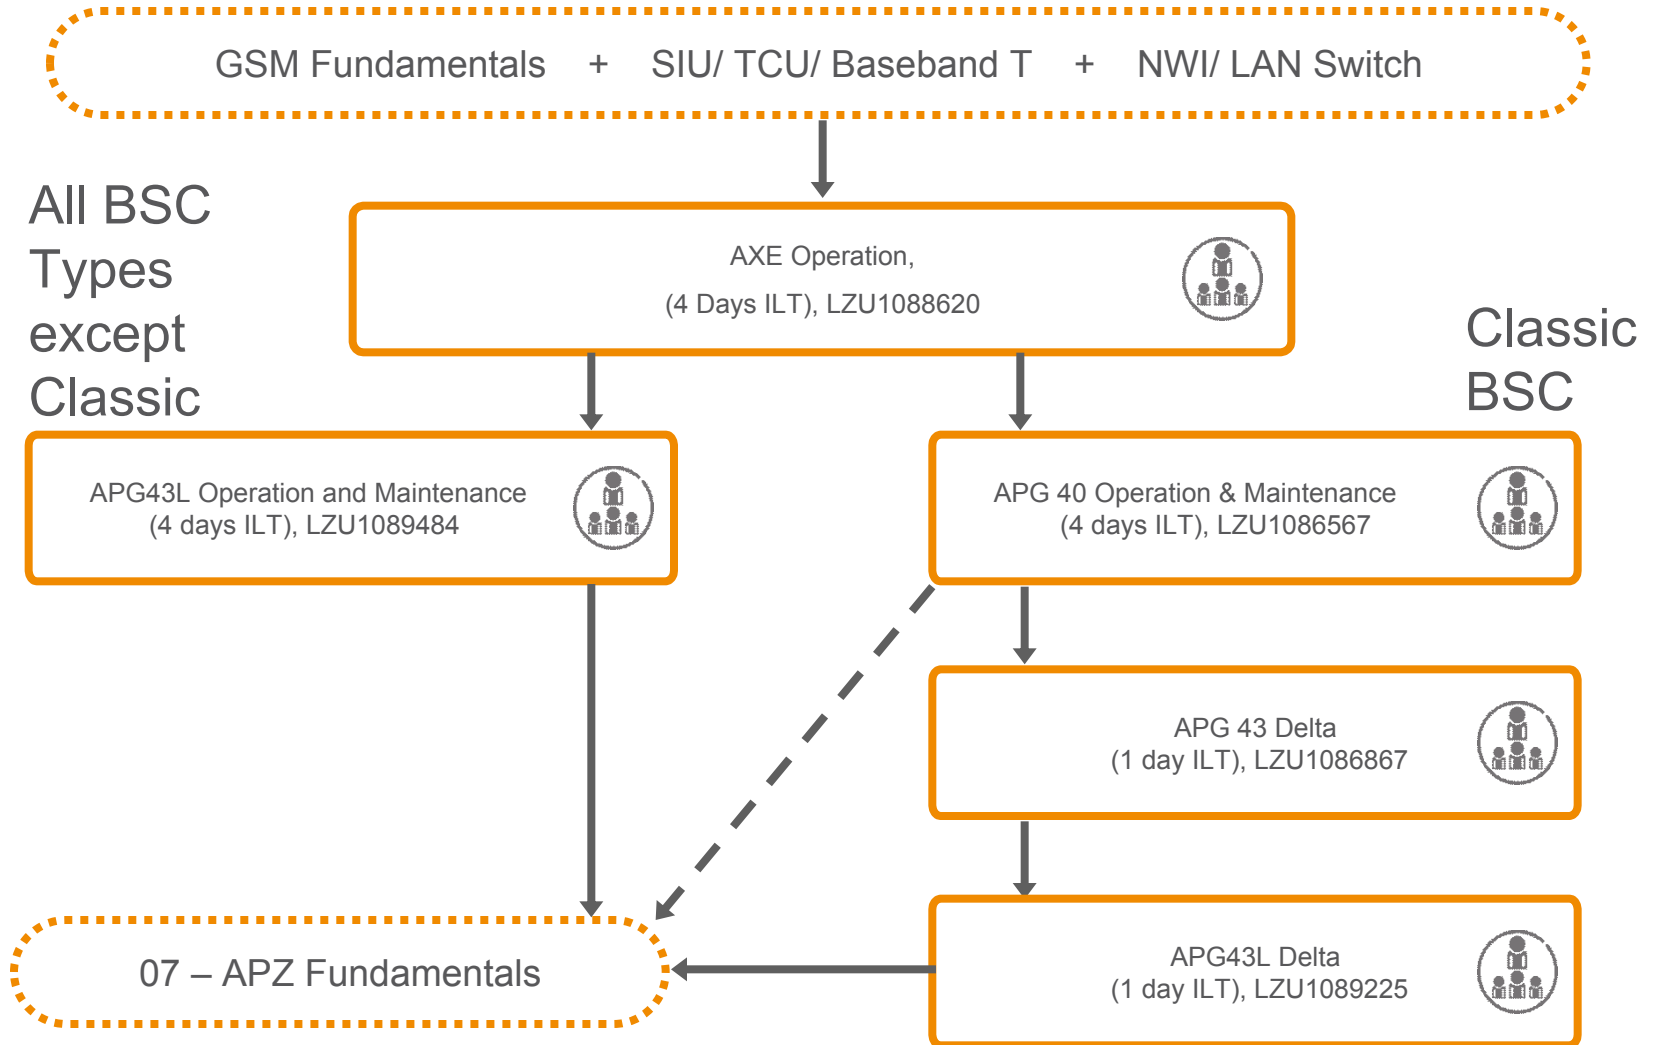 GSM Fundamentals + SIU/ TCU/ Baseband T + NWI/ LAN Switch
All BSC
Types
except
Classic
AXE Operation,
(4 Days ILT), LZU1088620
Classic
BSC
APG43L Operation and Maintenance
(4 days ILT), LZU1089484
APG 40 Operation & Maintenance
(4 days ILT), LZU1086567
APG 43 Delta
(1 day ILT), LZU1086867
07 – APZ Fundamentals
APG43L Delta
(1 day ILT), LZU1089225